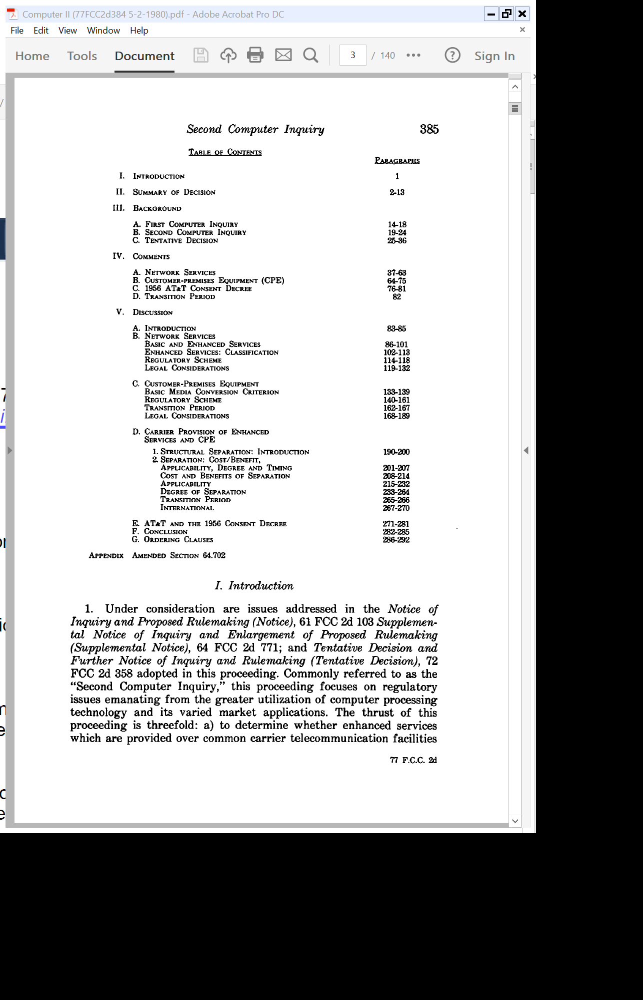 Computer II (77FCC2d384 5-2-1980).pdf - Adobe Acrobat Pro DC
File Edit View Window Help
Home Tools Document 3 / 140 Sign In
Second Computer Inquiry 385
TABLE OF CONTENTS
PARAGRAPHS
I. INTRODUCTION 1
II. SUMMARY OF DECISION 2-13
III. BACKGROUND
A. FIRST COMPUTER INQUIRY 14-18
B. SECOND COMPUTER INQUIRY 19-24
C. TENTATIVE DECISION 25-36
IV. COMMENTS
A. NETWORK SERVICES 37-63
B. CUSTOMER-PREMISES EQUIPMENT (CPE) 64-75
C. 1956 AT&T CONSENT DECREE 76-81
D. TRANSITION PERIOD 82
V. DISCUSSION
A. INTRODUCTION 83-85
B. NETWORK SERVICES
BASIC AND ENHANCED SERVICES 86-101
ENHANCED SERVICES: CLASSIFICATION 102-113
REGULATORY SCHEME 114-118
LEGAL CONSIDERATIONS 119-132
C. CUSTOMER-PREMISES EQUIPMENT
BASIC MEDIA CONVERSION CRITERION 133-139
REGULATORY SCHEME 140-161
TRANSITION PERIOD 162-167
LEGAL CONSIDERATIONS 168-189
D. CARRIER PROVISION OF ENHANCED
SERVICES AND CPE
1. STRUCTURAL SEPARATION: INTRODUCTION 190-200
2. SEPARATION: COST/BENEFIT,
APPLICABILITY, DEGREE AND TIMING 201-207
COST AND BENEFITS OF SEPARATION 208-214
APPLICABILITY 215-232
DEGREE OF SEPARATION 233-264
TRANSITION PERIOD 265-266
INTERNATIONAL 267-270
E. AT&T AND THE 1956 CONSENT DECREE 271-281
F. CONCLUSION 282-285
G. ORDERING CLAUSES 286-292
APPENDIX AMENDED SECTION 64.702
I. Introduction
1. Under consideration are issues addressed in the Notice of
Inquiry and Proposed Rulemaking (Notice), 61 FCC 2d 103 Supplemen-
tal Notice of Inquiry and Enlargement of Proposed Rulemaking
(Supplemental Notice), 64 FCC 2d 771; and Tentative Decision and
Further Notice of Inquiry and Rulemaking (Tentative Decision), 72
FCC 2d 358 adopted in this proceeding. Commonly referred to as the
“Second Computer Inquiry,” this proceeding focuses on regulatory
issues emanating from the greater utilization of computer processing
technology and its varied market applications. The thrust of this
proceeding is threefold: a) to determine whether enhanced services
which are provided over common carrier telecommunication facilities
77 F.C.C. 2d